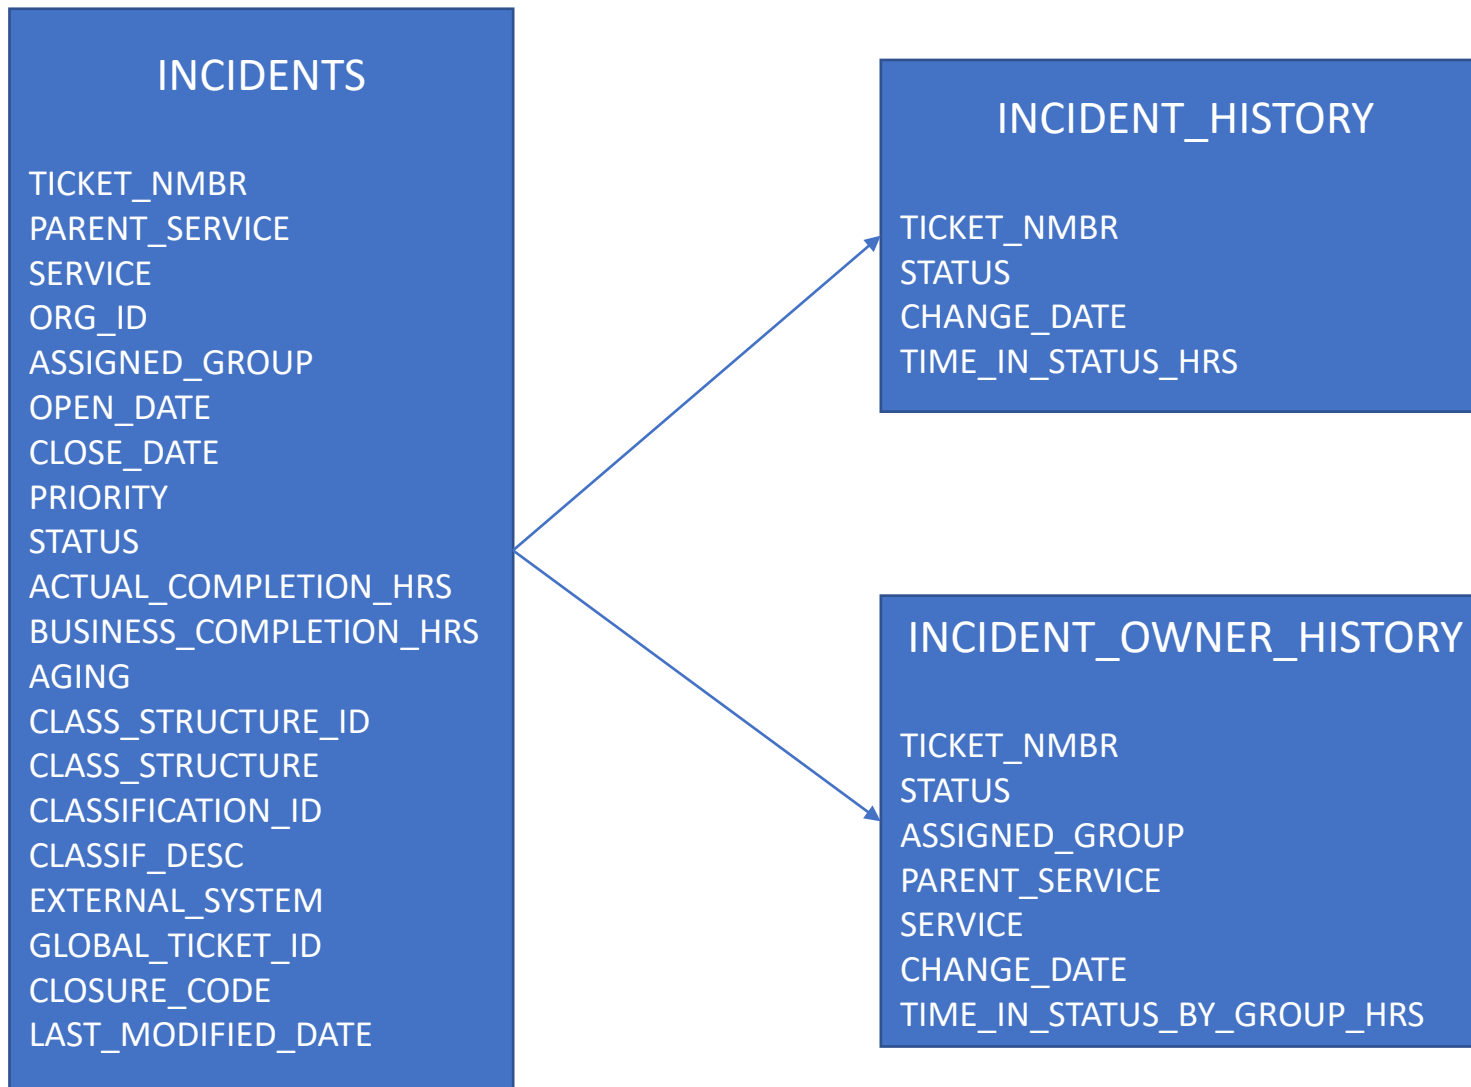 INCIDENTS
TICKET_NMBR
PARENT_SERVICE
SERVICE
ORG_ID
ASSIGNED_GROUP
OPEN_DATE
CLOSE_DATE
PRIORITY
STATUS
ACTUAL_COMPLETION_HRS
BUSINESS_COMPLETION_HRS
AGING
CLASS_STRUCTURE_ID
CLASS_STRUCTURE
CLASSIFICATION_ID
CLASSIF_DESC
EXTERNAL_SYSTEM
GLOBAL_TICKET_ID
CLOSURE_CODE
LAST_MODIFIED_DATE
INCIDENT_HISTORY
TICKET_NMBR
STATUS
CHANGE_DATE
TIME_IN_STATUS_HRS
INCIDENT_OWNER_HISTORY
TICKET_NMBR
STATUS
ASSIGNED_GROUP
PARENT_SERVICE
SERVICE
CHANGE_DATE
TIME_IN_STATUS_BY_GROUP_HRS